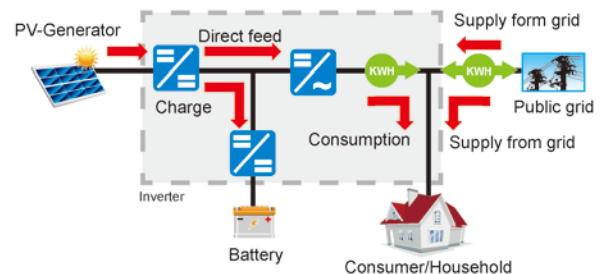 PV-Generator
Direct feed
Supply form grid
KWH
KWH
Charge
Public grid
Consumption
Supply from grid
Inverter
Battery
Consumer/Household